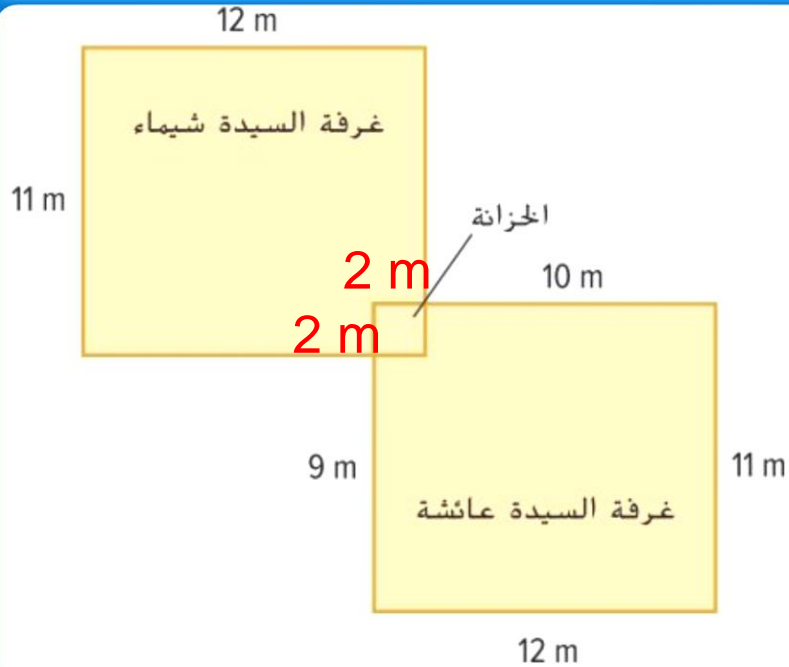 12 m
غرفة السيدة شيماء
11 m
الخزانة
2 m
10 m
2 m
9 m
11 m
غرفة السيدة عائشة
12 m